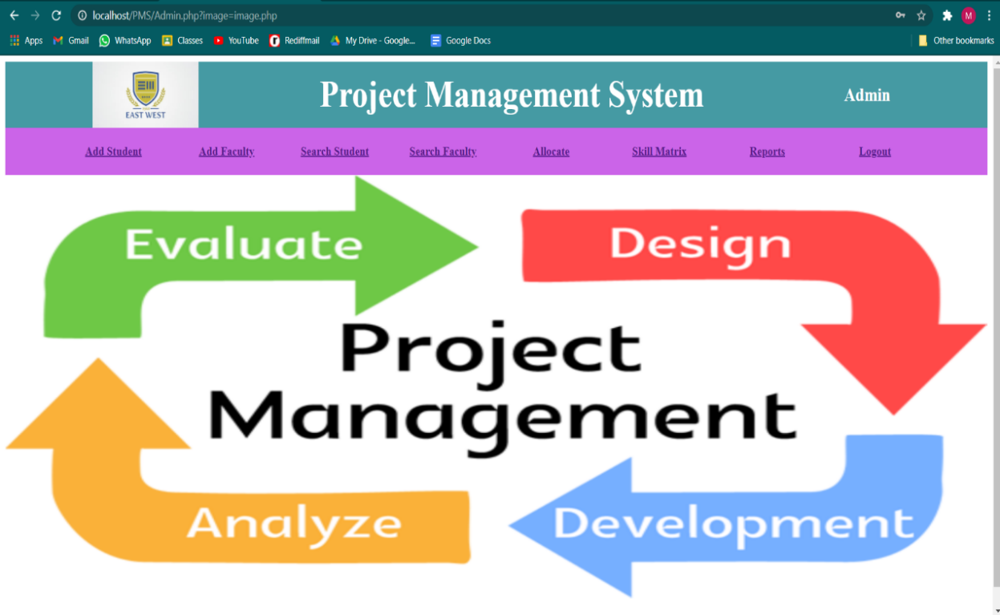 localhost/PMS/Admin.php?image=image.php
M
Apps Gmail WhatsApp Classes YouTube Rediffmail My Drive - Google... Google Docs Other bookmarks
EAST WEST
Project Management System
Admin
Add Student Add Faculty Search Student Search Faculty Allocate Skill Matrix Reports Logout
Evaluate
Design
Project
Management
Analyze
Development